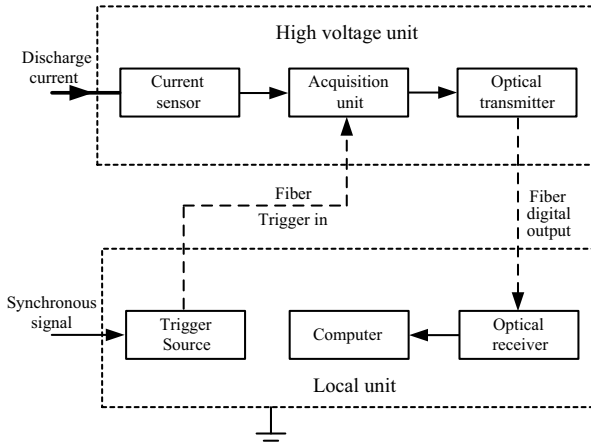 High voltage unit
Discharge
current
Current
sensor
Acquisition
unit
Optical
transmitter
Fiber
Trigger in
Fiber
digital
output
Synchronous
signal
Trigger
Source
Computer
Optical
receiver
Local unit